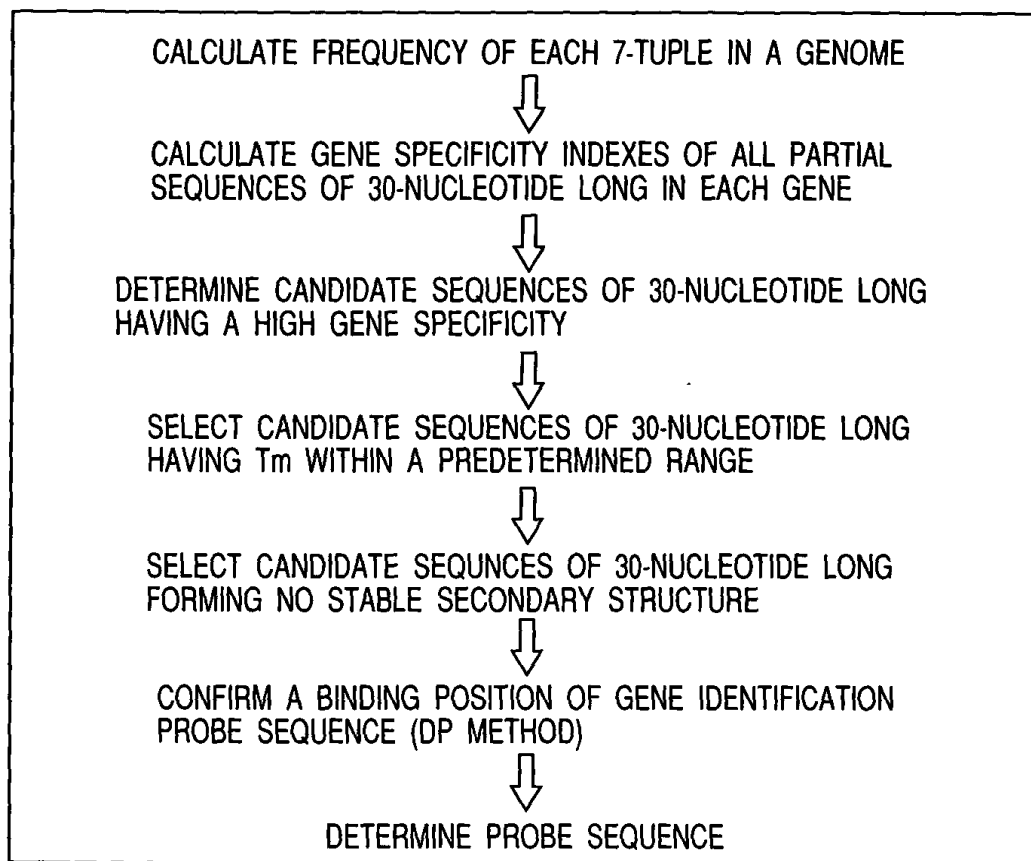 CALCULATE FREQUENCY OF EACH 7-TUPLE IN A GENOME
CALCULATE GENE SPECIFICITY INDEXES OF ALL PARTIAL
SEQUENCES OF 30-NUCLEOTIDE LONG IN EACH GENE
DETERMINE CANDIDATE SEQUENCES OF 30-NUCLEOTIDE LONG
HAVING A HIGH GENE SPECIFICITY
SELECT CANDIDATE SEQUENCES OF 30-NUCLEOTIDE LONG
HAVING Tm WITHIN A PREDETERMINED RANGE
SELECT CANDIDATE SEQUNCES OF 30-NUCLEOTIDE LONG
FORMING NO STABLE SECONDARY STRUCTURE
CONFIRM A BINDING POSITION OF GENE IDENTIFICATION
PROBE SEQUENCE (DP METHOD)
DETERMINE PROBE SEQUENCE